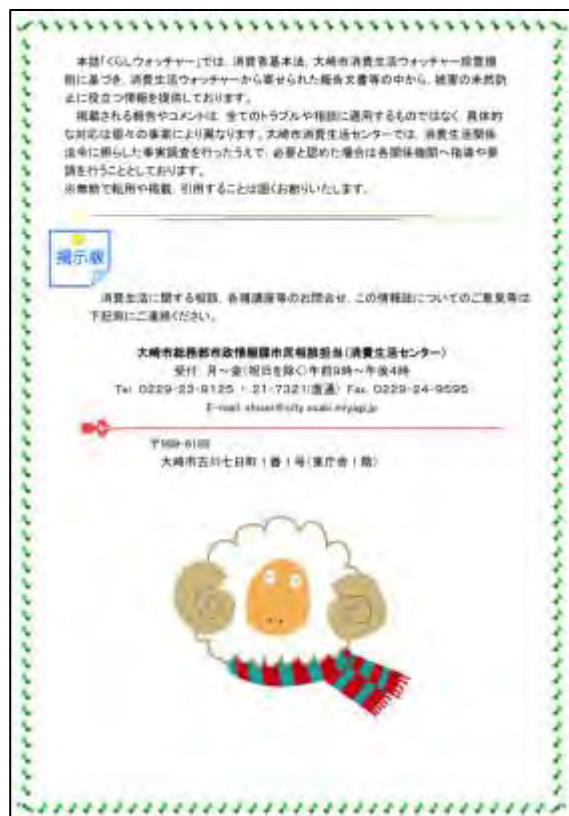 本誌「くらしウォッチャー」では、消費者基本法、大崎市消費生活ウォッチャー設置規
則に基づき、消費生活ウォッチャーから寄せられた報告文書等の中から、被害の未然防
止に役立つ情報を提供しております。
掲載される報告やコメントは、全てのトラブルや相談に適用するものではなく、具体的
な対応は個々の事案により異なります。大崎市消費生活センターでは、消費生活関係
法令に照らした事実調査を行ったうえで、必要と認めた場合は各関係機関へ指導や要
請を行うこととしております。
※無断で転用や掲載、引用することは固くお断りいたします。
掲示版
消費生活に関する相談、各種講座等のお問合せ、この情報誌についてのご意見等は
下記宛にご連絡ください。
大崎市総務部市政情報課市民相談担当(消費生活センター)
受付 月~金(祝日を除く)午前9時~午後4時
Tel 0229-23-9125 ・ 21-7321(直通) Fax 0229-24-9595
E-mail
大崎市古川七日町1番1号(東庁舎1階)